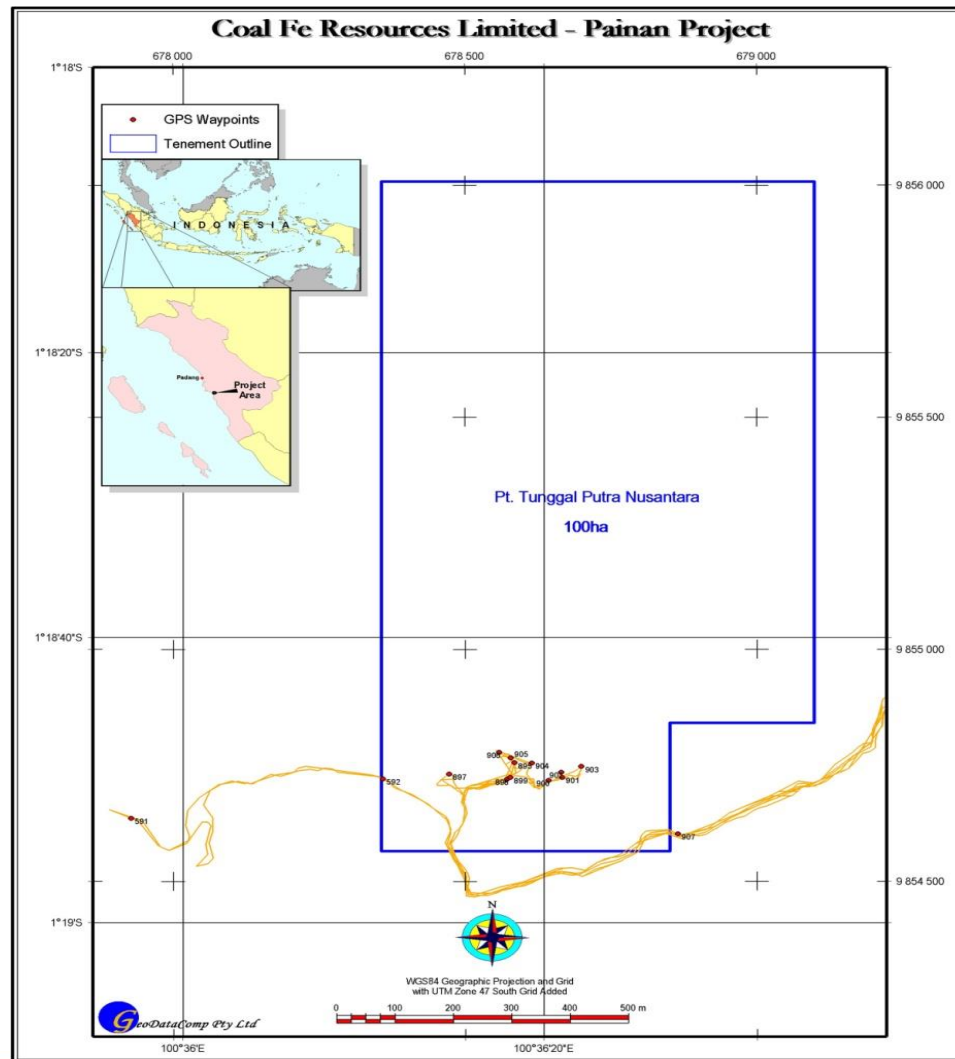 Coal Fe Resources Limited - Painan Project
678 000
678 500
679 000
1°18'S
GPS Waypoints
Tenement Outline
9 856 000
INDONESIA
1°18'20"S
Padang
Project
Area
9 855 500
Pt. Tunggal Putra Nusantara
100ha
1°18'40"S
9 855 000
905
904
903
897
899
901
592
591
907
9 854 500
1°19'S
N
WGS84 Geographic Projection and Grid
with UTM Zone 47 South Grid Added
0 100 200 300 400 500 m
GeoDataComp Pty Ltd
100°36'E
100°36'20"E